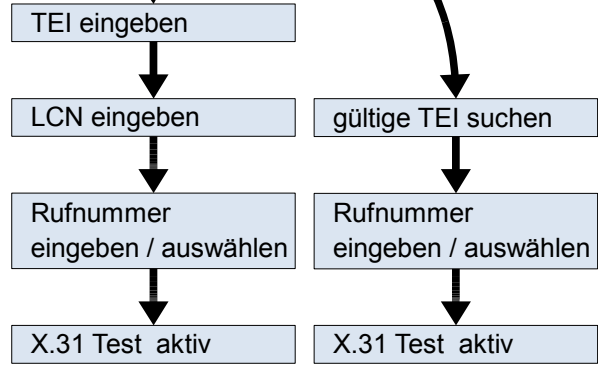 TEI eingeben
LCN eingeben
Rufnummer
eingeben / auswählen
X.31 Test aktiv
gültige TEI suchen
Rufnummer
eingeben / auswählen
X.31 Test aktiv